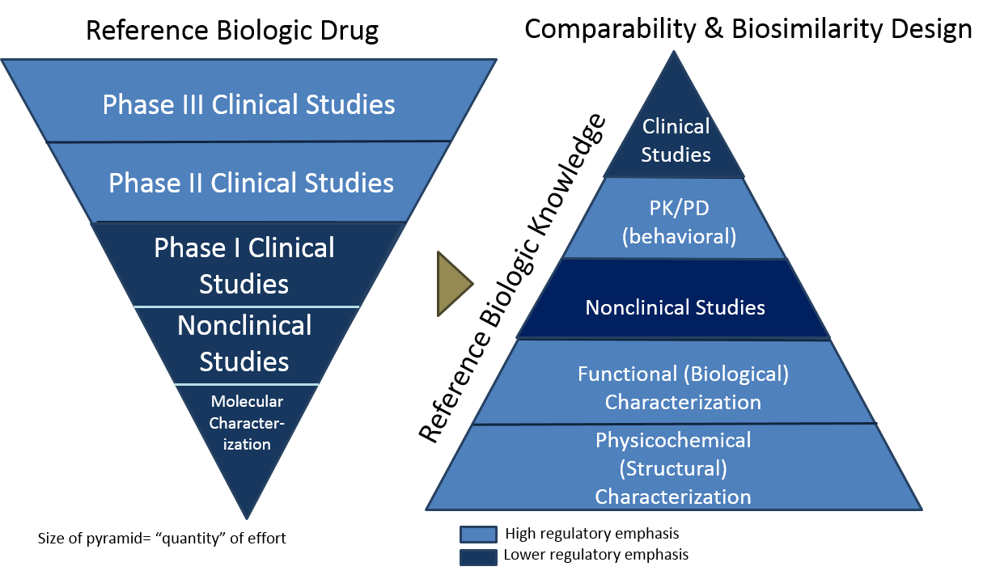 Reference Biologic Drug
Phase III Clinical Studies
Phase II Clinical Studies
Phase I Clinical
Studies
Nonclinical
Studies
Molecular
Character-
ization
Size of pyramid= “quantity” of effort
Comparability & Biosimilarity Design
Reference Biologic Knowledge
Clinical
Studies
PK/PD
(behavioral)
Nonclinical Studies
Functional (Biological)
Characterization
Physicochemical
(Structural)
Characterization
High regulatory emphasis
Lower regulatory emphasis